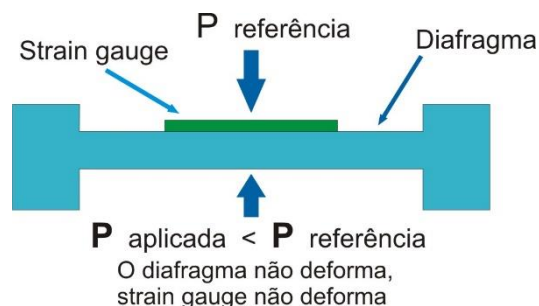 P referência
Strain gauge
Diafragma
P aplicada < P referência
O diafragma não deforma,
strain gauge não deforma